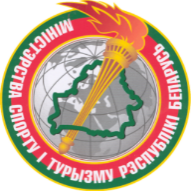 МІНІСТЭРСТВА СПОРТУ І ТУРЫЗМУ РЭСПУБЛІКІ БЕЛАРУСЬ